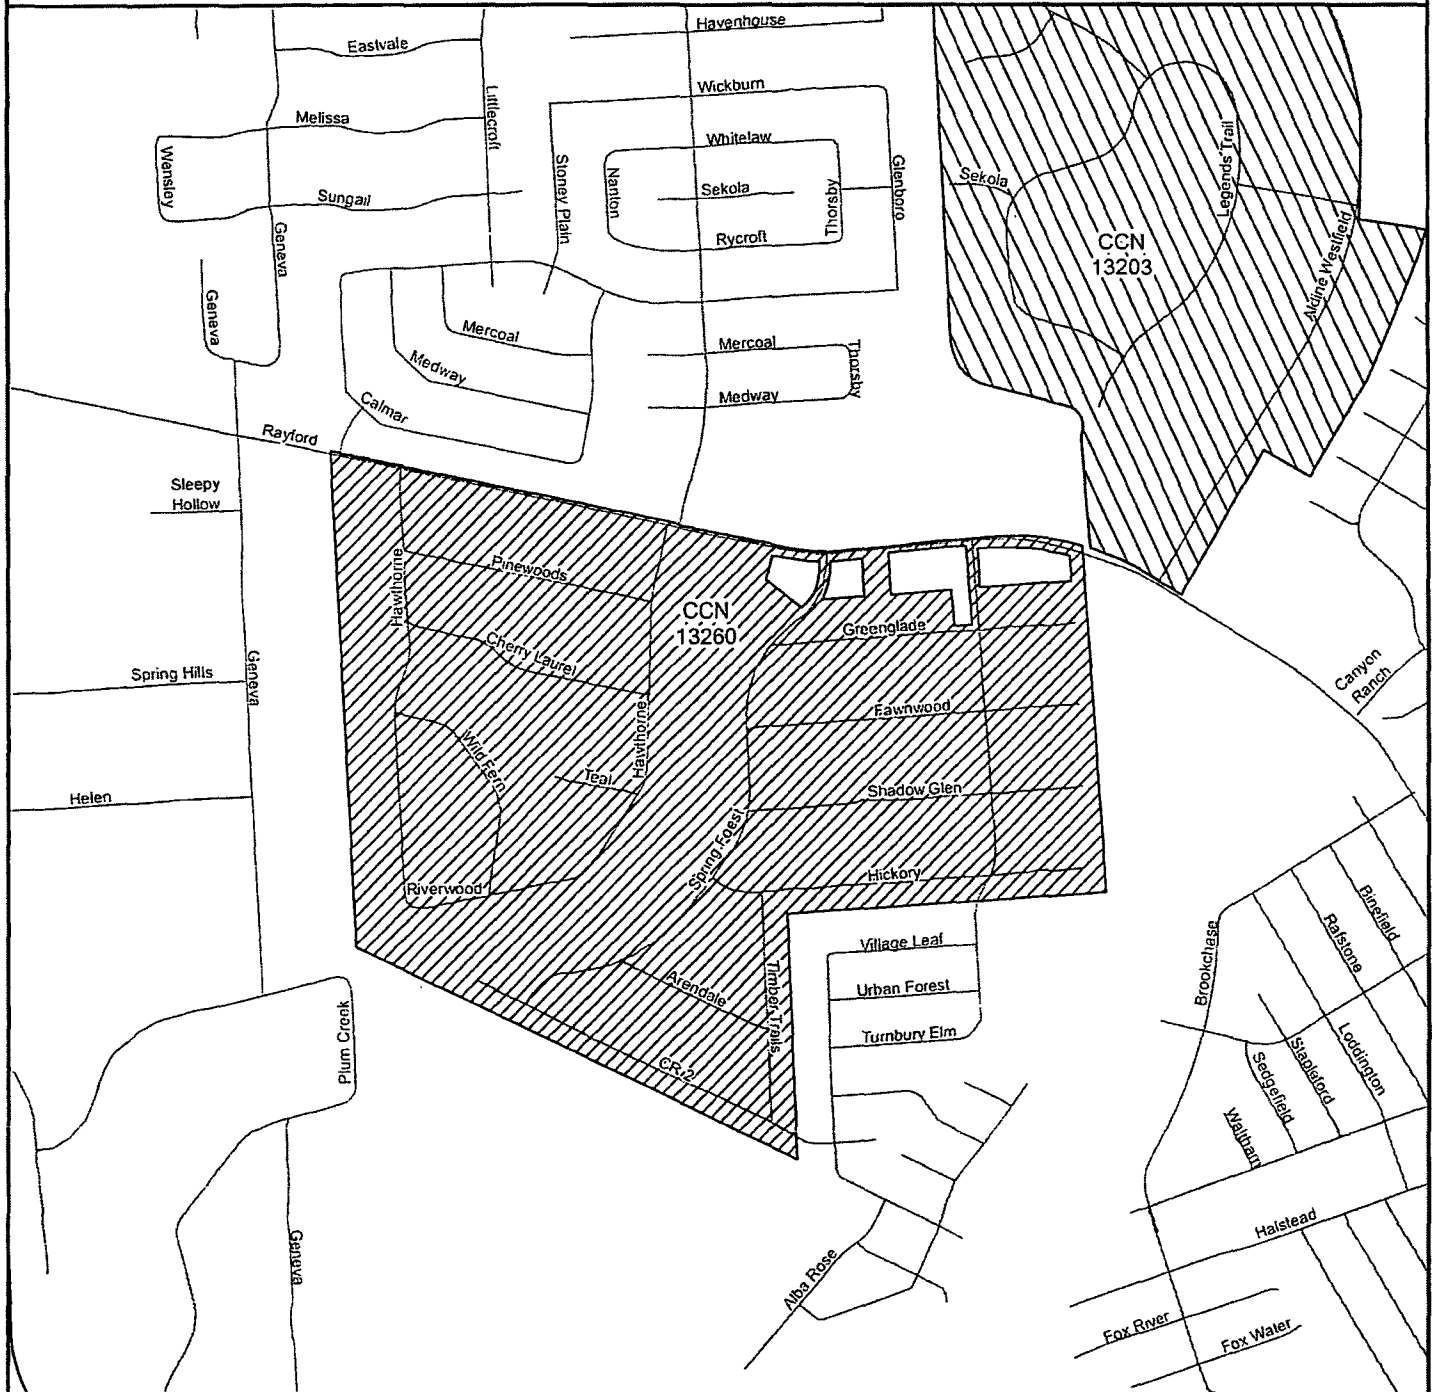 Havenhouse
Eastvale
Wickburn
Littlecroft
Melissa
Whitelaw
Legends Trail
Wensley
Stoney Plain
Nanton
Sekola
Thorsby
Glenboro
Sekola
Sungail
Rycroft
Geneva
CCN
13203
Aldine Westfield
Geneva
Mercoal
Mercoal
Thorsby
Medway
Medway
Calmar
Rayford
Sleepy
Hollow
Hawthorne
Pinewoods
CCN
13260
Greenglade
Cherry Laurel
Spring Hills
Geneva
Canyon
Ranch
Hawthorne
Fawnwood
Wild Fern
Teal
Shadow Glen
Helen
Spring Foest
Hickory
Riverwood
Binefield
Rafstone
Brookchase
Village Leaf
Timber Trails
Arendale
Urban Forest
Turnbury Elm
Plum Creek
CR 2
Loddington
Stapleford
Sedgefield
Waltham
Halstead
Geneva
Alba Rose
Fox River
Fox Water